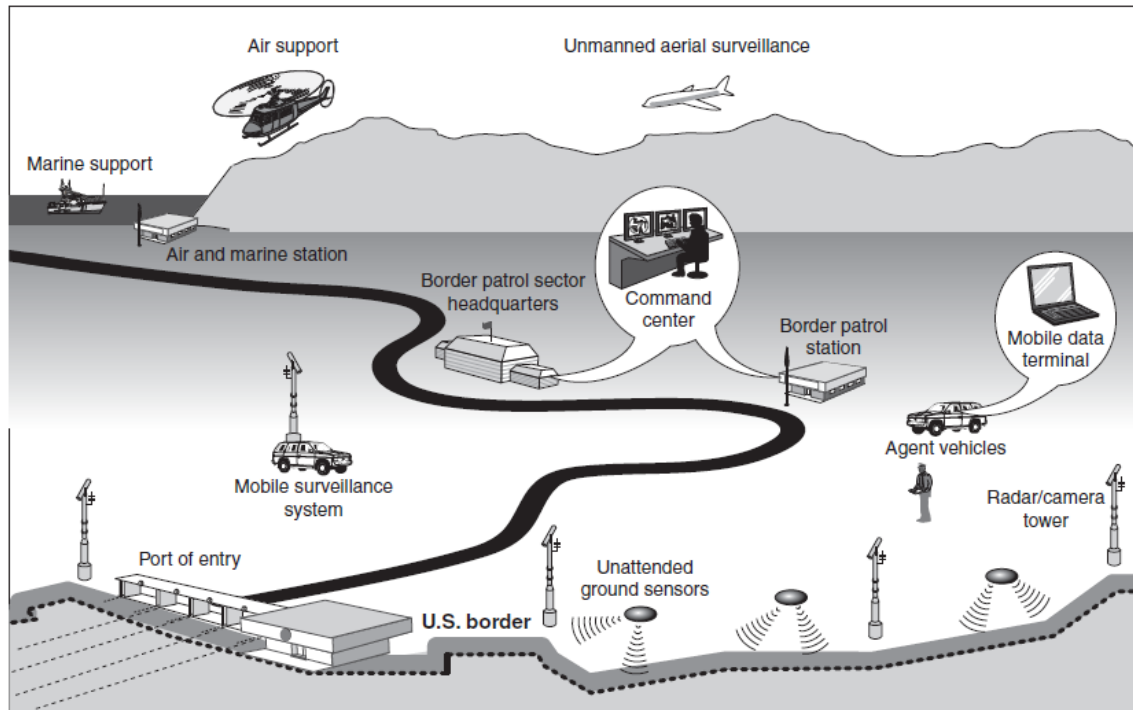 Air support
Unmanned aerial surveillance
Marine support
Air and marine station
Border patrol sector
headquarters
Command
center
Border patrol
station
Mobile data
terminal
Agent vehicles
Mobile surveillance
system
Radar/camera
tower
Port of entry
Unattended
ground sensors
U.S. border